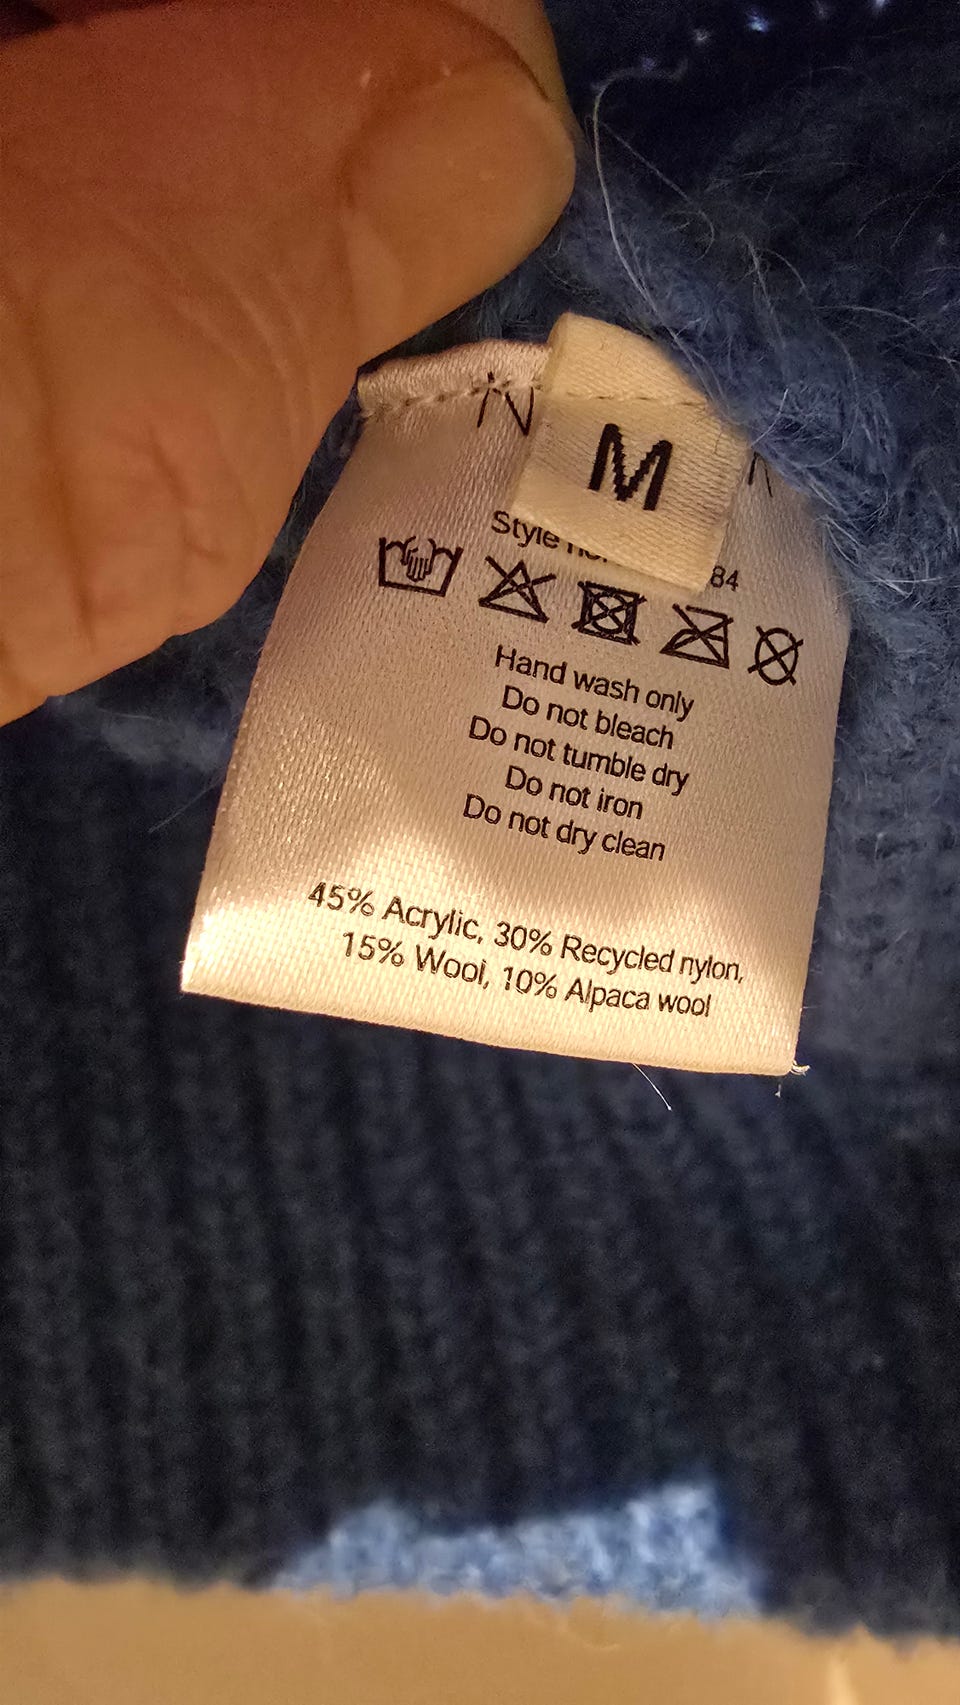 M
Style no. 84
Hand wash only
Do not bleach
Do not tumble dry
Do not iron
Do not dry clean
45% Acrylic, 30% Recycled nylon,
15% Wool, 10% Alpaca wool